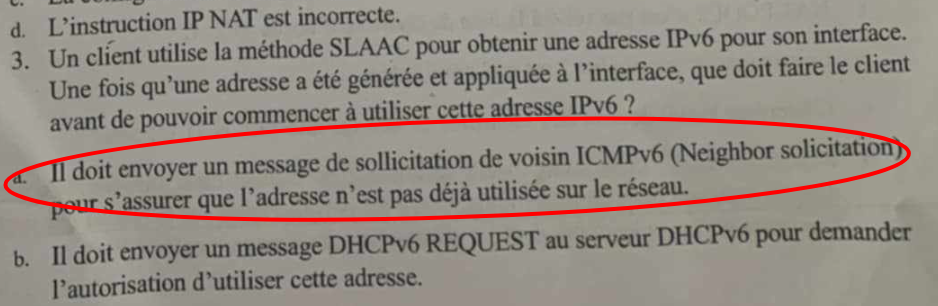 d. L'instruction IP NAT est incorrecte.
3. Un client utilise la méthode SLAAC pour obtenir une adresse IPv6 pour son interface.
Une fois qu'une adresse a été générée et appliquée à l'interface, que doit faire le client
avant de pouvoir commencer à utiliser cette adresse IPv6 ?
a. Il doit envoyer un message de sollicitation de voisin ICMPv6 (Neighbor solicitation)
pour s'assurer que l'adresse n'est pas déjà utilisée sur le réseau.
b. Il doit envoyer un message DHCPv6 REQUEST au serveur DHCPv6 pour demander
l'autorisation d'utiliser cette adresse.